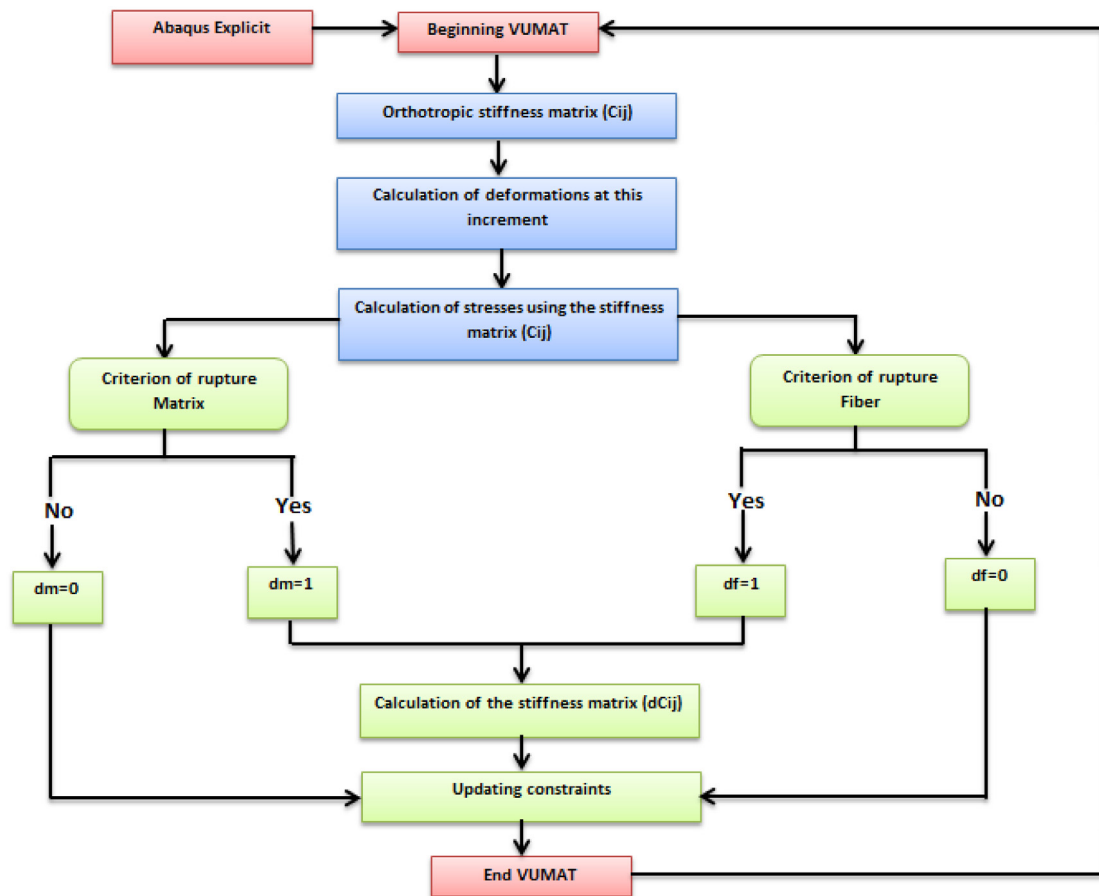 Abaqus Explicit
Beginning VUMAT
Orthotropic stiffness matrix (Cij)
Calculation of deformations at this
increment
Calculation of stresses using the stiffness
matrix (Cij)
Criterion of rupture
Matrix
Criterion of rupture
Fiber
No
Yes
Yes
No
dm=0
dm=1
df=1
df=0
Calculation of the stiffness matrix (dCij)
Updating constraints
End VUMAT